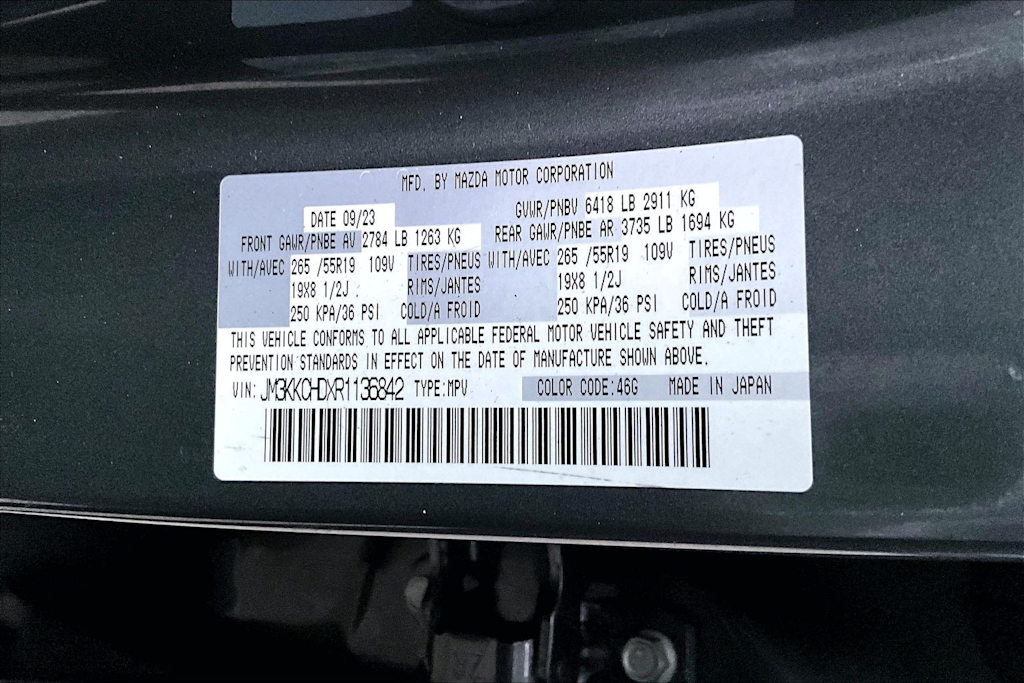 MFD. BY MAZDA MOTOR CORPORATION
DATE 09/23 GVWR/PNBV 6418 LB 2911 KG
FRONT GAWR/PNBE AV 2784 LB 1263 KG REAR GAWR/PNBE AR 3735 LB 1694 KG
WITH/AVEC 265 /55R19 109V TIRES/PNEUS WITH/AVEC 265 /55R19 109V TIRES/PNEUS
19X8 1/2J RIMS/JANTES 19X8 1/2J RIMS/JANTES
250 KPA/36 PSI COLD/A FROID 250 KPA/36 PSI COLD/A FROID
THIS VEHICLE CONFORMS TO ALL APPLICABLE FEDERAL MOTOR VEHICLE SAFETY AND THEFT
PREVENTION STANDARDS IN EFFECT ON THE DATE OF MANUFACTURE SHOWN ABOVE.
VIN: JM3KKCHDXR1136842 TYPE:MPV COLOR CODE:46G MADE IN JAPAN